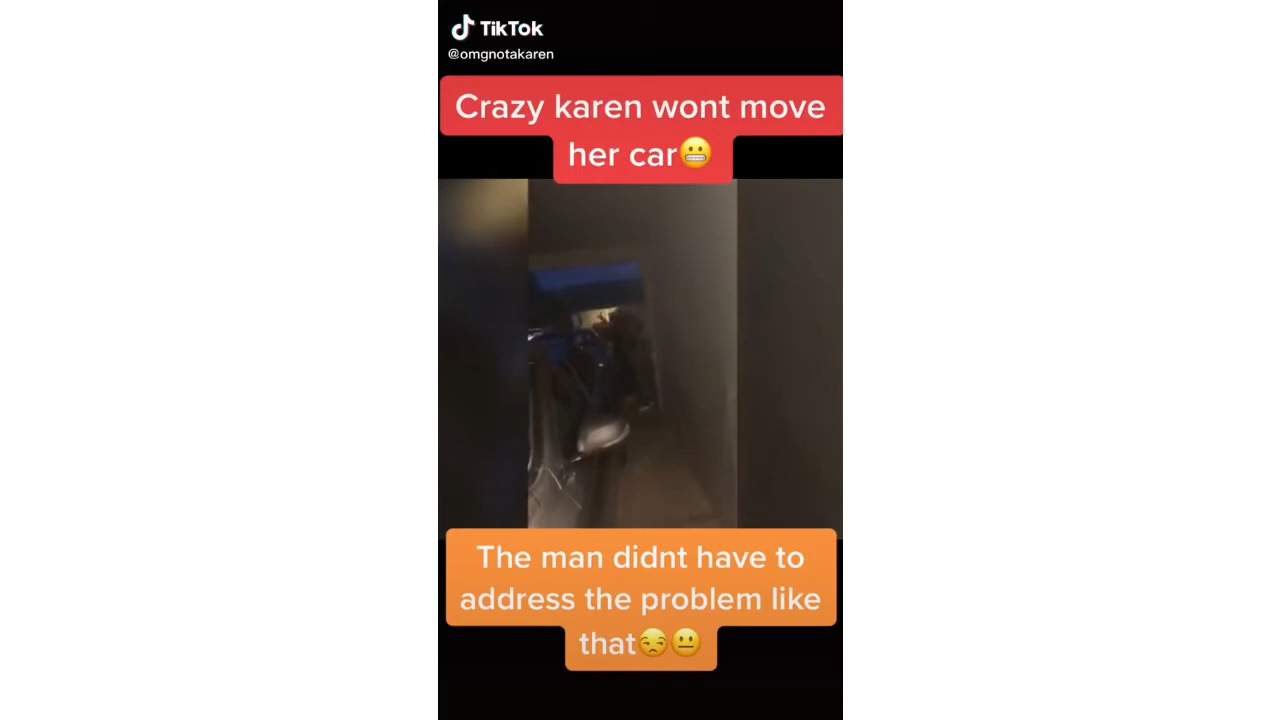 TikTok
@omgnotakaren
Crazy karen wont move
her car😬
The man didnt have to
address the problem like
that😒😐